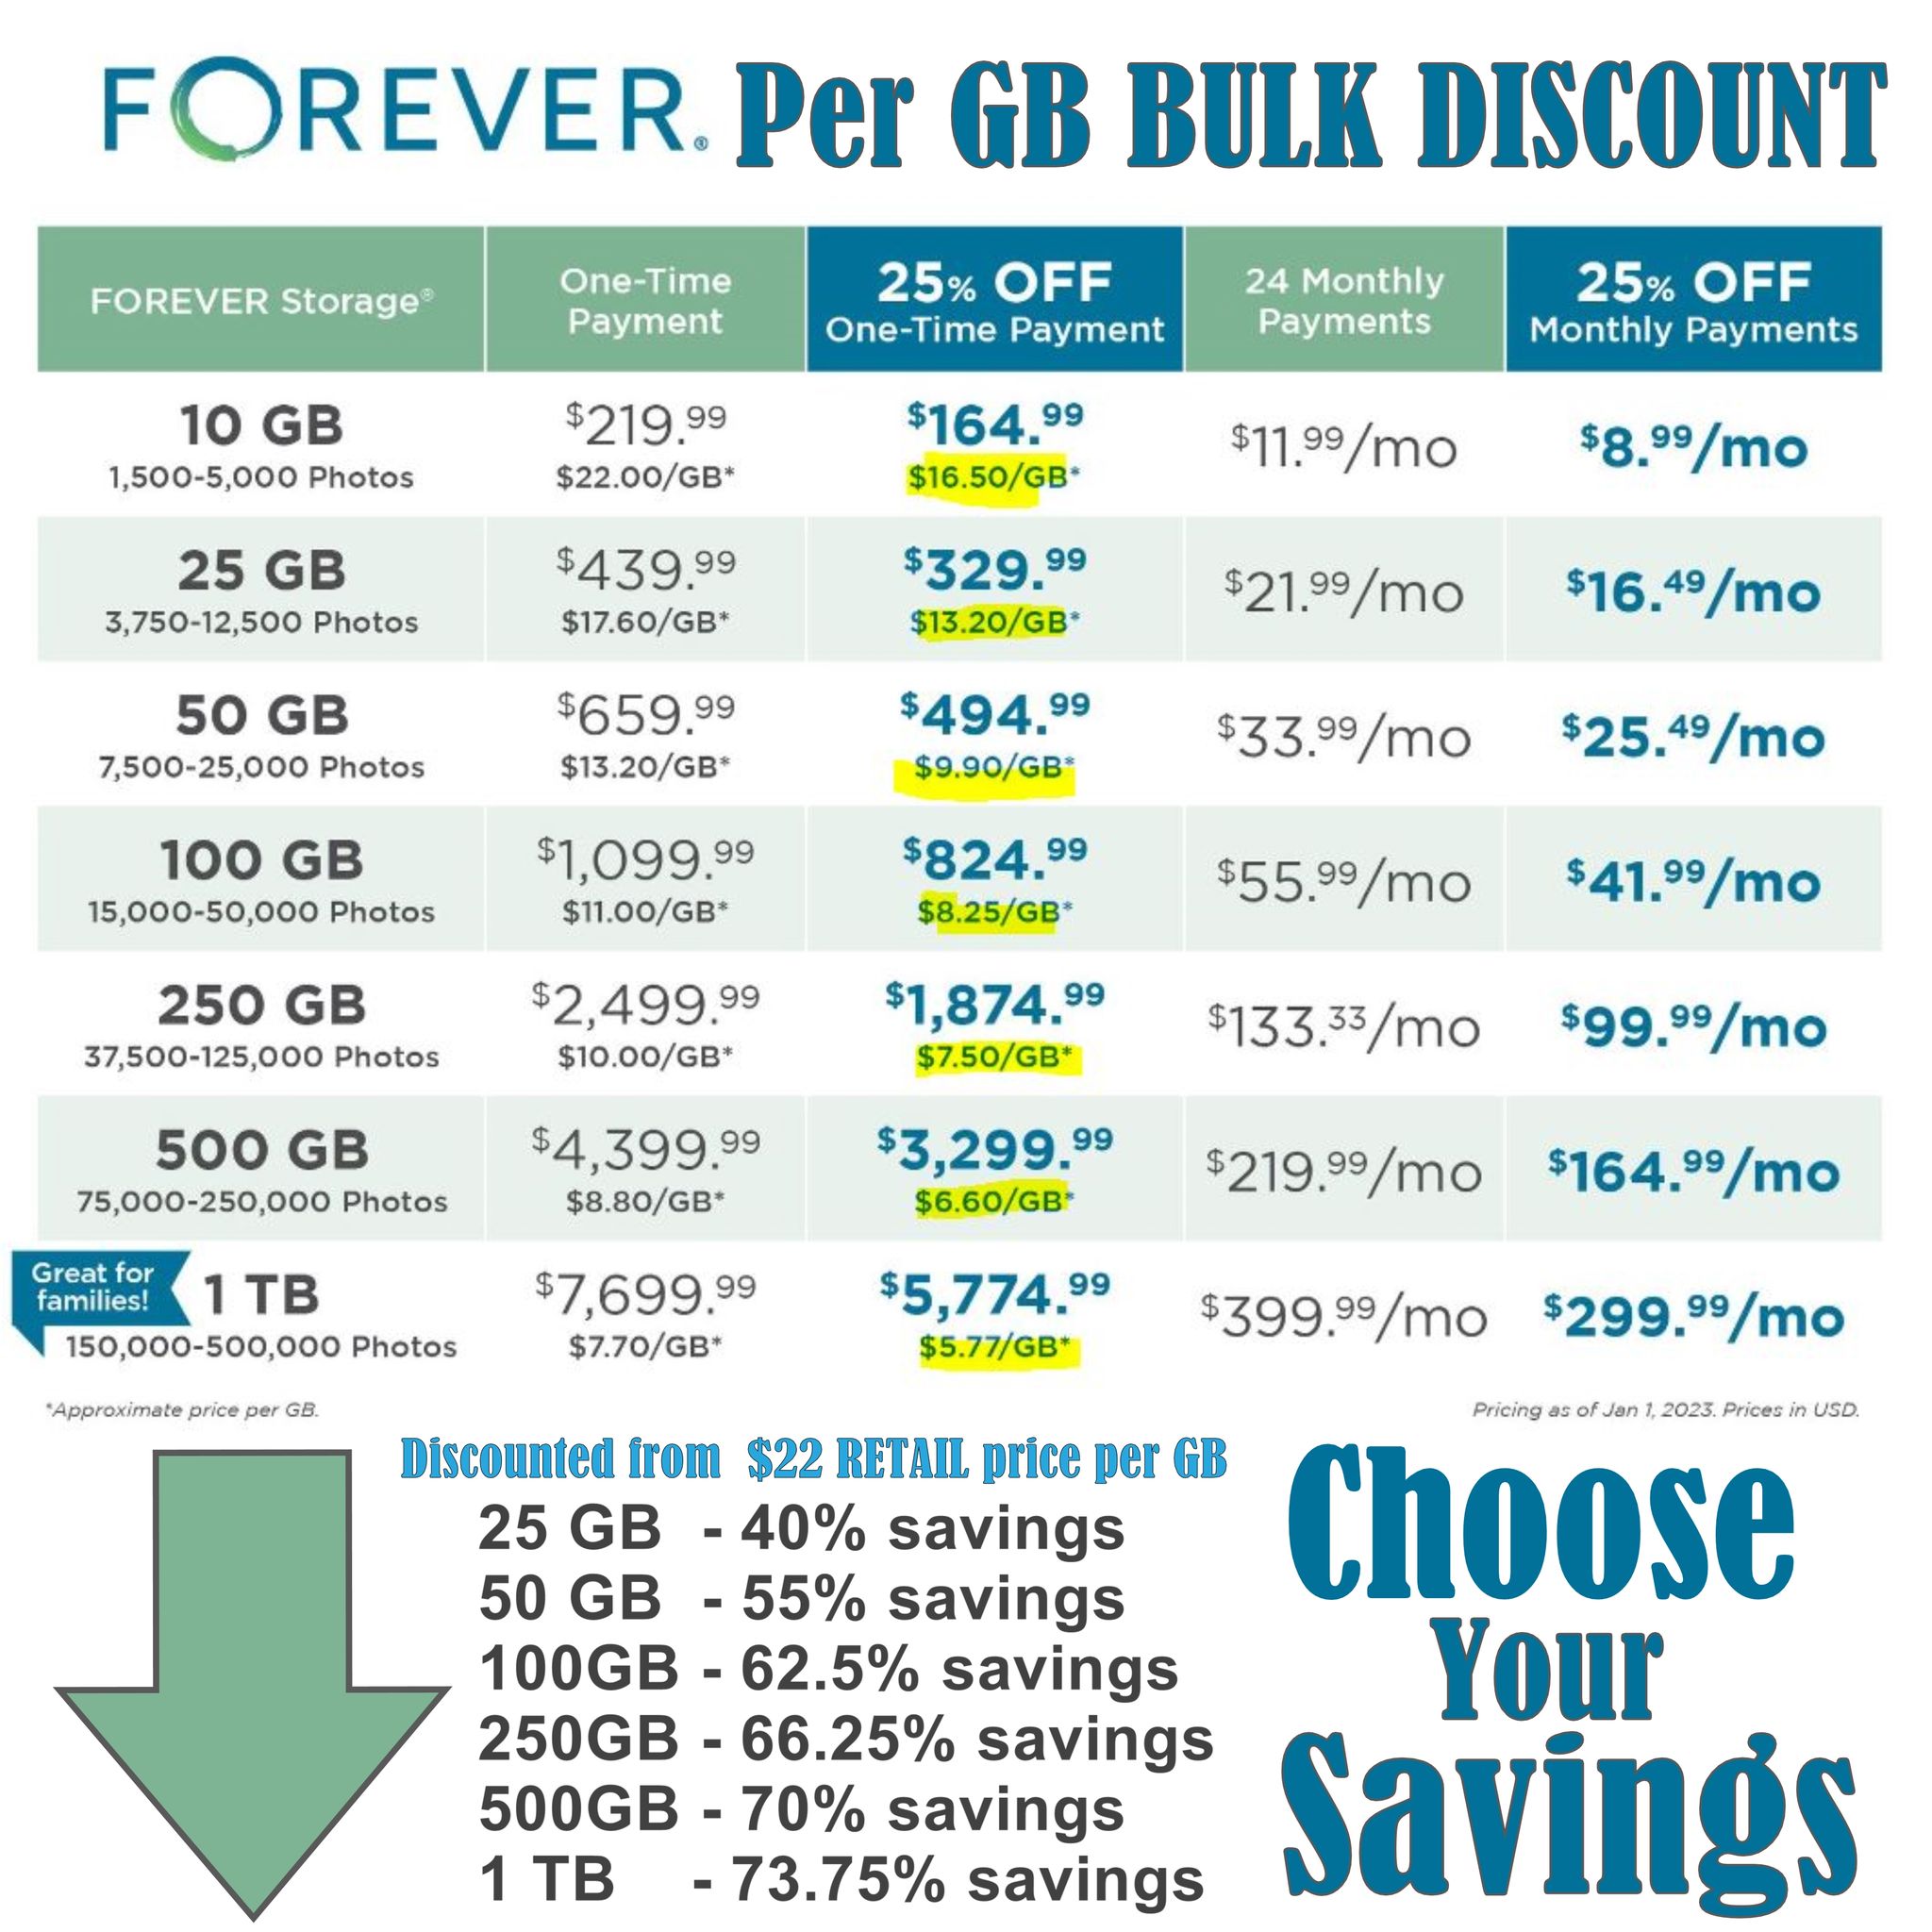 FOREVER® Per GB BULK DISCOUNT
FOREVER Storage®
One-Time
Payment
25% OFF
One-Time Payment
24 Monthly
Payments
25% OFF
Monthly Payments
10 GB
1,500-5,000 Photos
$219.99
$22.00/GB*
$164.99
$16.50/GB*
$11.99/mo
$8.99/mo
25 GB
3,750-12,500 Photos
$439.99
$17.60/GB*
$329.99
$13.20/GB*
$21.99/mo
$16.49/mo
50 GB
7,500-25,000 Photos
$659.99
$13.20/GB*
$494.99
$9.90/GB*
$33.99/mo
$25.49/mo
100 GB
15,000-50,000 Photos
$1,099.99
$11.00/GB*
$824.99
$8.25/GB*
$55.99/mo
$41.99/mo
250 GB
37,500-125,000 Photos
$2,499.99
$10.00/GB*
$1,874.99
$7.50/GB*
$133.33/mo
$99.99/mo
500 GB
75,000-250,000 Photos
$4,399.99
$8.80/GB*
$3,299.99
$6.60/GB*
$219.99/mo
$164.99/mo
Great for
families!
1 TB
150,000-500,000 Photos
$7,699.99
$7.70/GB*
$5,774.99
$5.77/GB*
$399.99/mo
$299.99/mo
*Approximate price per GB.
Pricing as of Jan 1, 2023. Prices in USD.
Discounted from $22 RETAIL price per GB
25 GB - 40% savings
50 GB - 55% savings
100GB - 62.5% savings
250GB - 66.25% savings
500GB - 70% savings
1 TB - 73.75% savings
Choose
Your
Savings